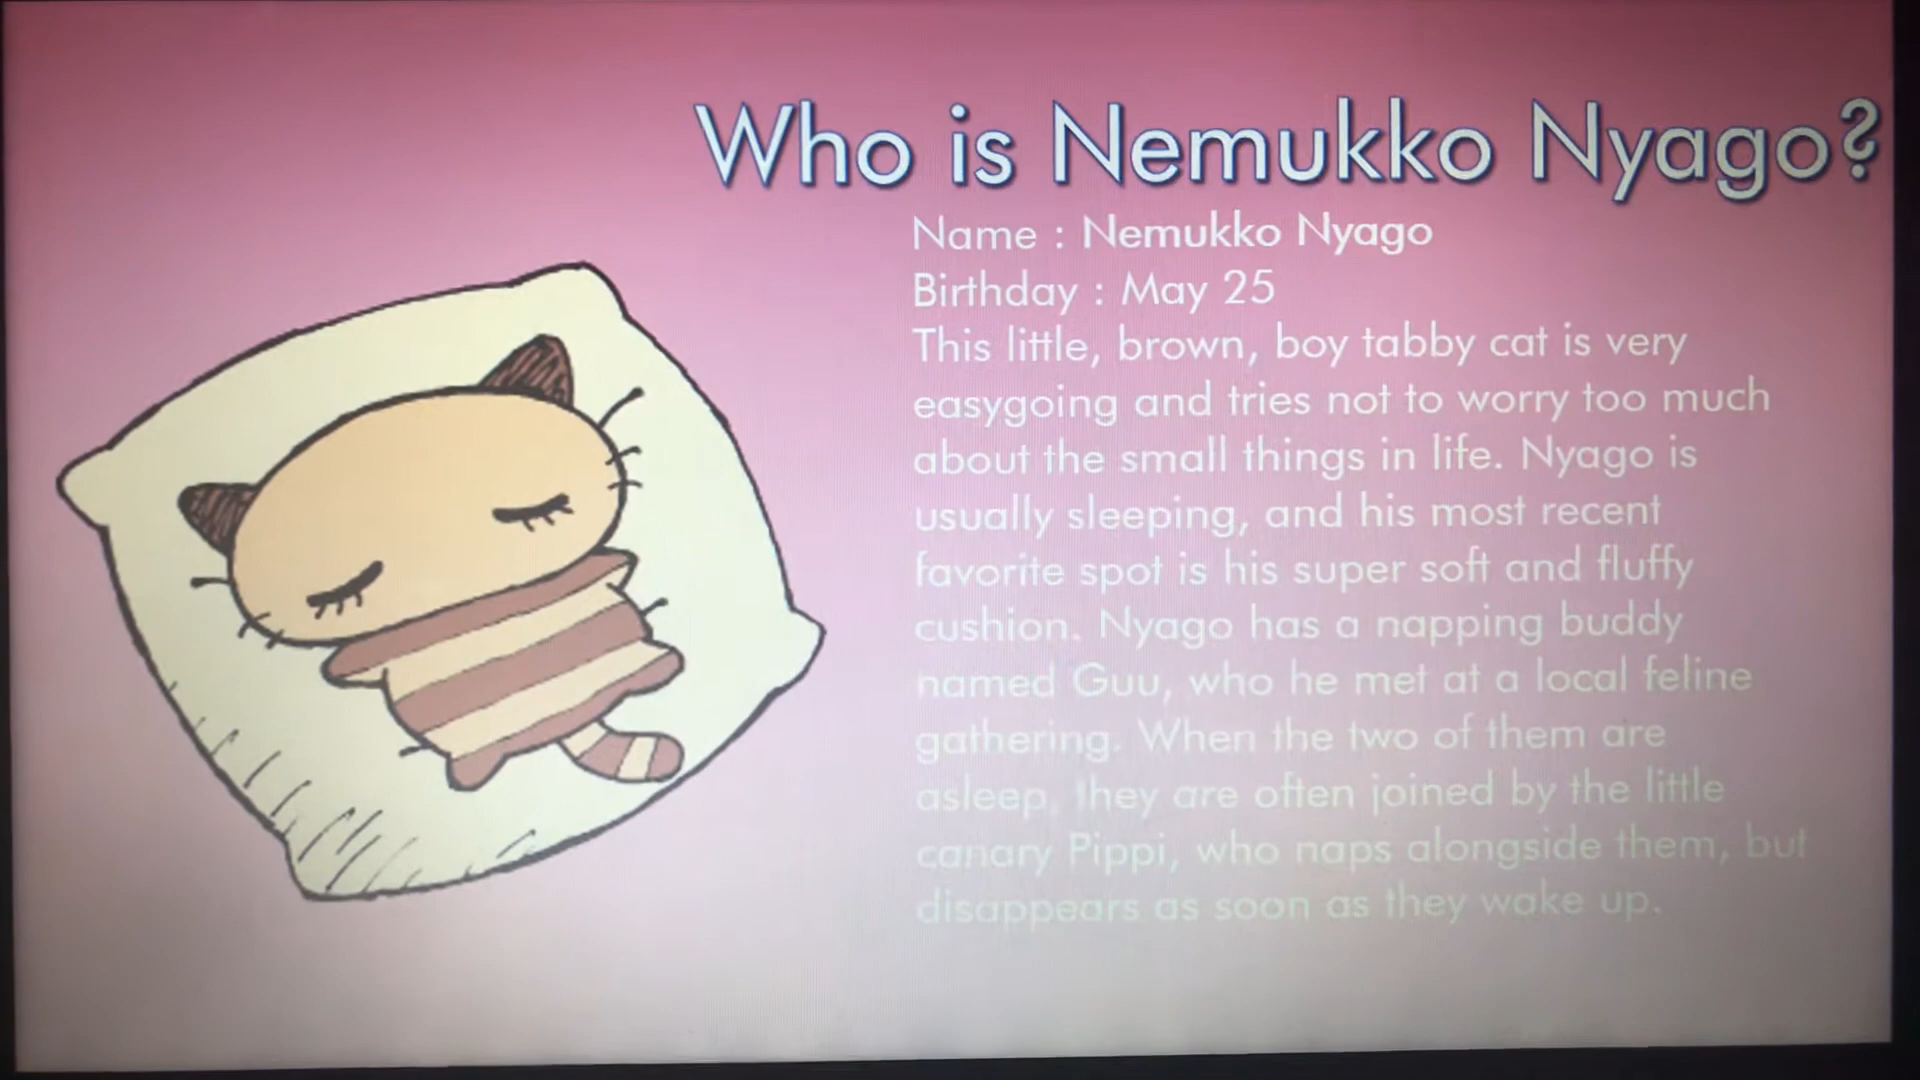 Who is Nemukko Nyago?
Name : Nemukko Nyago
Birthday : May 25
This little, brown, boy tabby cat is very
easygoing and tries not to worry too much
about the small things in life. Nyago is
usually sleeping, and his most recent
favorite spot is his super soft and fluffy
cushion. Nyago has a napping buddy
named Guu, who he met at a local feline
gathering. When the two of them are
asleep, they are often joined by the little
canary Pippi, who naps alongside them, but
disappears as soon as they wake up.